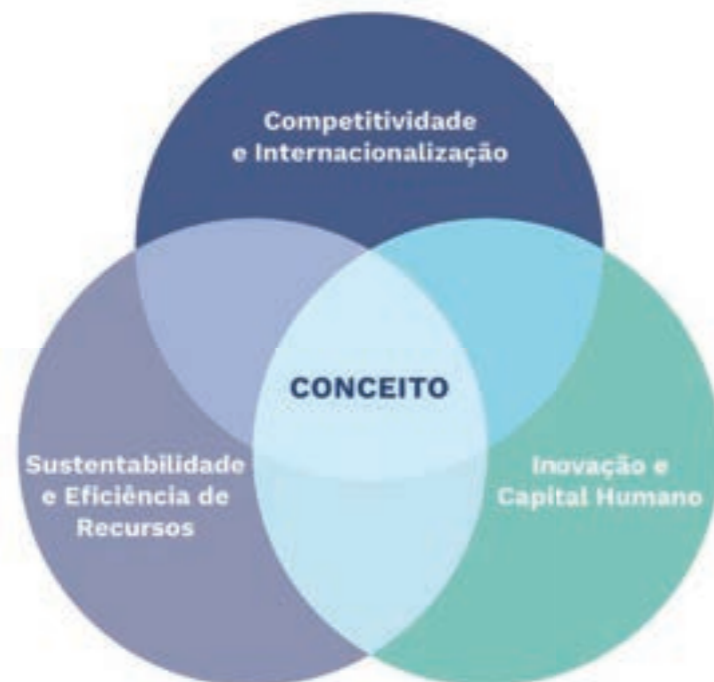 Competitividade
e Internacionalização
CONCEITO
Sustentabilidade
e Eficiência de
Recursos
Inovação e
Capital Humano